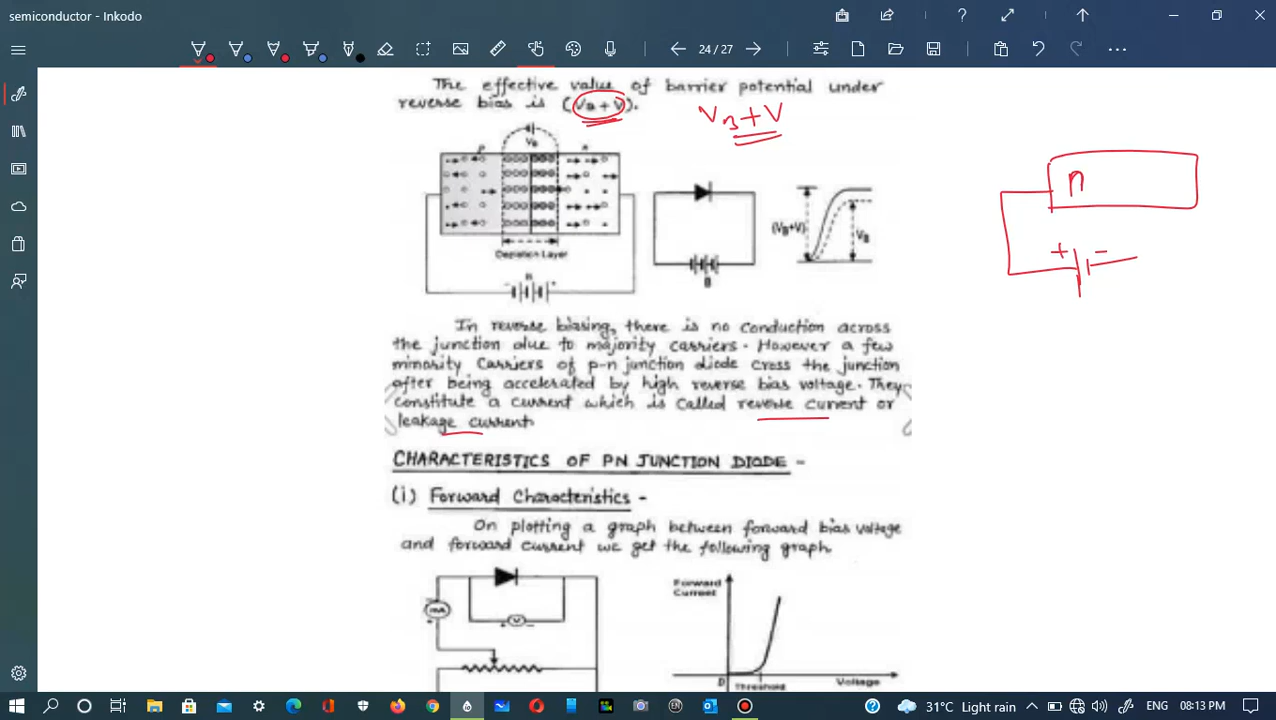 semiconductor - Inkodo
24 / 27
The effective value of barrier potential under
reverse bias is (VB + V).
VB + V
P
VB
n
Depletion Layer
-
+
B
(VB+V)
VB
n
+ -
In reverse biasing, there is no conduction across
the junction due to majority carriers. However a few
minority carriers of p-n junction diode cross the junction
after being accelerated by high reverse bias voltage. They
constitute a current which is called reverse current or
leakage current.
CHARACTERISTICS OF PN JUNCTION DIODE -
(i) Forward Characteristics -
On plotting a graph between forward bias voltage
and forward current we get the following graph
mA
+
+ V -
Forward
Current
Threshold
Voltage
31°C Light rain
ENG
08:13 PM